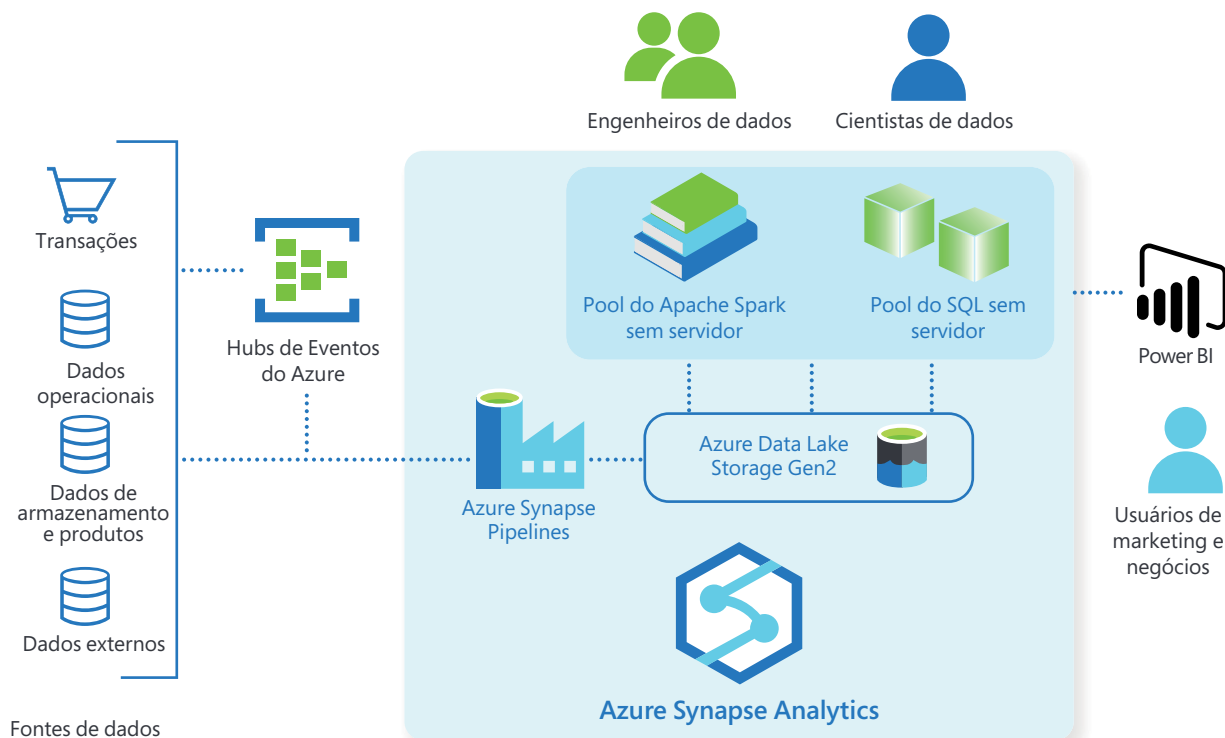 Engenheiros de dados
Cientistas de dados
Transações
Dados
operacionais
Dados de
armazenamento
e produtos
Dados externos
Fontes de dados
Hubs de Eventos
do Azure
Pool do Apache Spark
sem servidor
Pool do SQL sem
servidor
Azure Synapse
Pipelines
Azure Data Lake
Storage Gen2
Azure Synapse Analytics
Power BI
Usuários de
marketing e
negócios